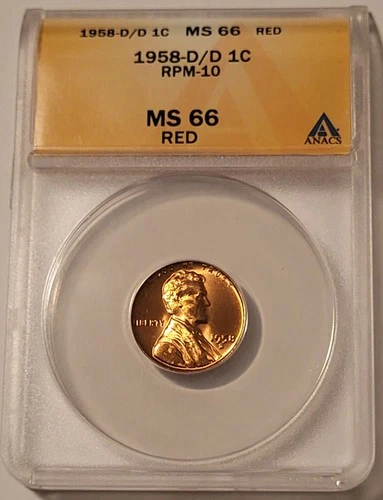 1958-D/D 1C MS 66 RED
1958-D/D 1C
RPM-10
MS 66
RED
ANACS
LIBERTY
1958
D